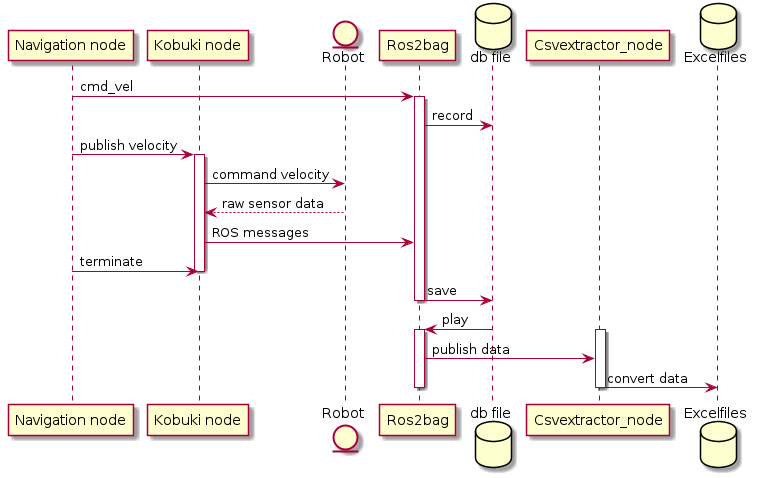 Navigation node
Kobuki node
Robot
Ros2bag
db file
Csvextractor_node
Excelfiles
cmd_vel
record
publish velocity
command velocity
raw sensor data
ROS messages
terminate
save
play
publish data
convert data
Navigation node
Kobuki node
Robot
Ros2bag
db file
Csvextractor_node
Excelfiles